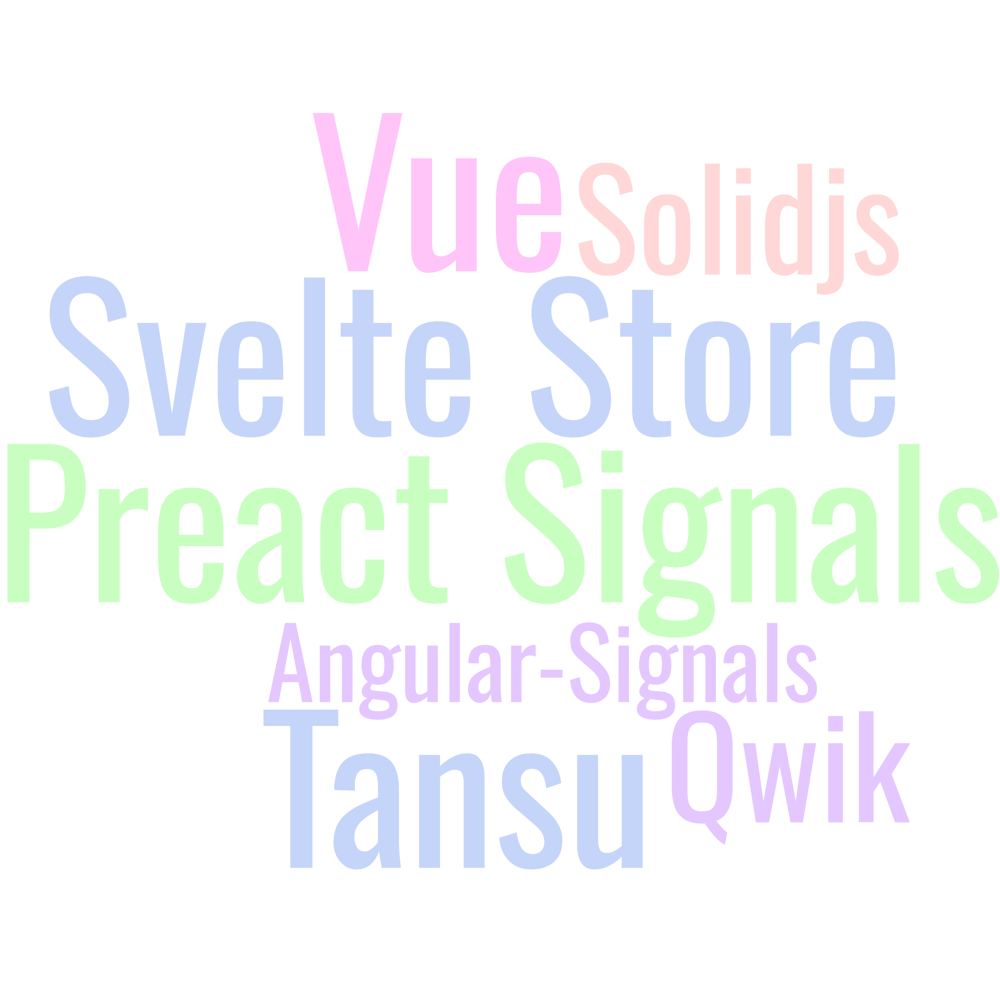 Vue Solidjs
Svelte Store
Preact Signals
Angular-Signals
Tansu Qwik